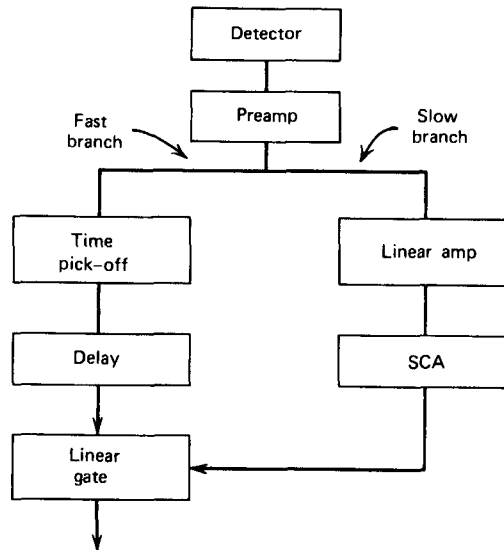 Detector
Preamp
Fast
branch
Slow
branch
Time
pick-off
Linear amp
Delay
SCA
Linear
gate